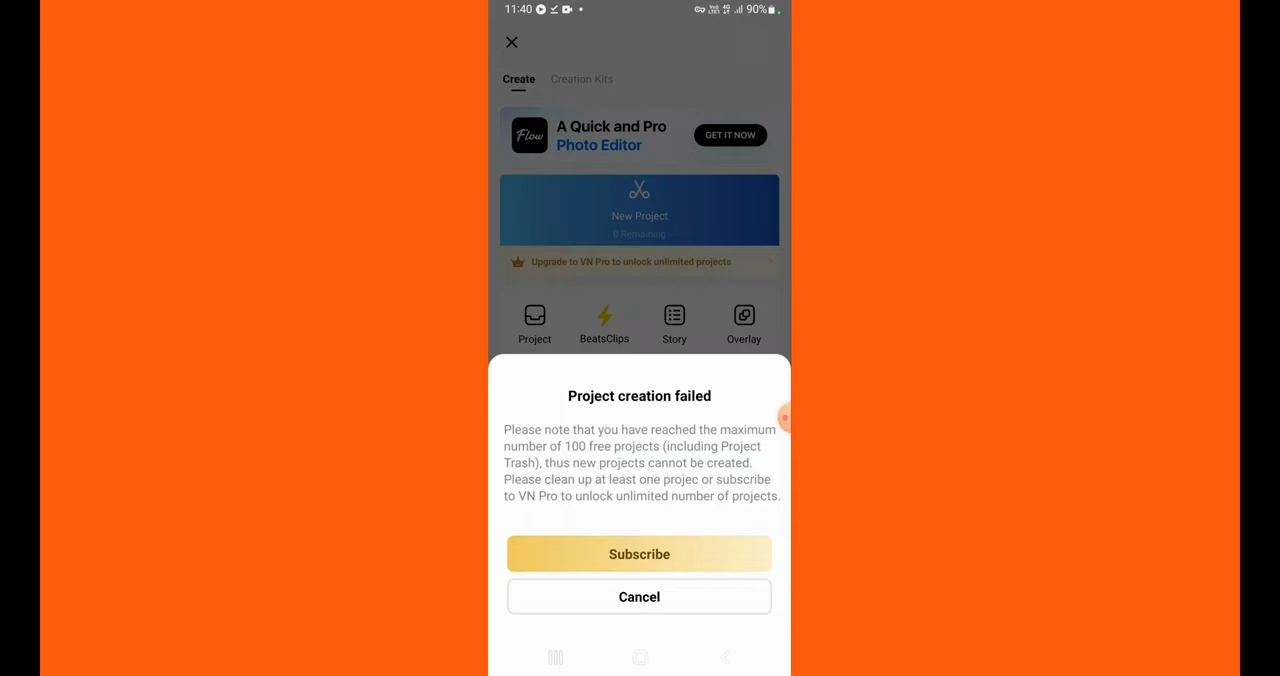 11:40 90%
Create Creation Kits
Flow
A Quick and Pro
Photo Editor
GET IT NOW
New Project
0 Remaining
Upgrade to VN Pro to unlock unlimited projects
Project BeatsClips Story Overlay
Project creation failed
Please note that you have reached the maximum
number of 100 free projects (including Project
Trash), thus new projects cannot be created.
Please clean up at least one projec or subscribe
to VN Pro to unlock unlimited number of projects.
Subscribe
Cancel